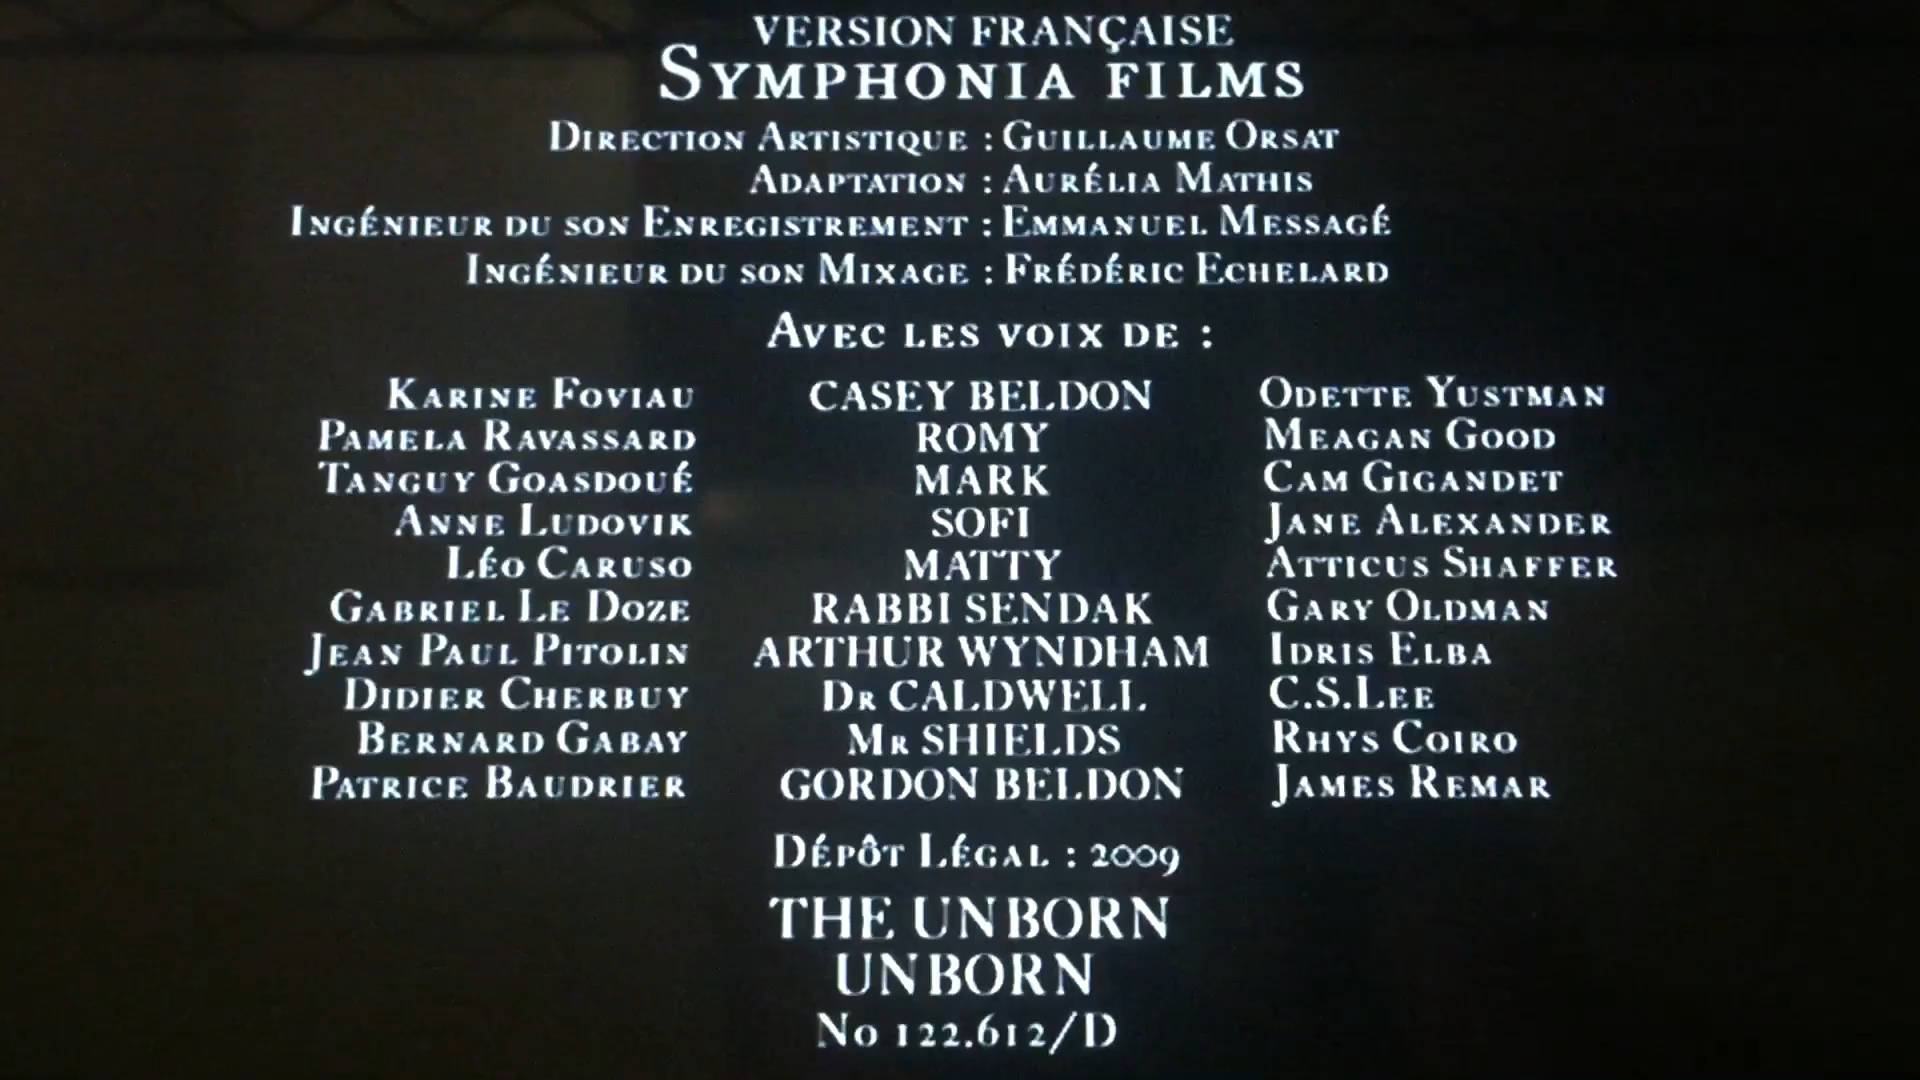 VERSION FRANÇAISE
SYMPHONIA FILMS
DIRECTION ARTISTIQUE : GUILLAUME ORSAT
ADAPTATION : AURÉLIA MATHIS
INGÉNIEUR DU SON ENREGISTREMENT : EMMANUEL MESSAGÉ
INGÉNIEUR DU SON MIXAGE : FRÉDÉRIC ECHELARD
AVEC LES VOIX DE :
KARINE FOVIAU CASEY BELDON ODETTE YUSTMAN
PAMELA RAVASSARD ROMY MEAGAN GOOD
TANGUY GOASDOUÉ MARK CAM GIGANDET
ANNE LUDOVIK SOFI JANE ALEXANDER
LÉO CARUSO MATTY ATTICUS SHAFFER
GABRIEL LE DOZE RABBI SENDAK GARY OLDMAN
JEAN PAUL PITOLIN ARTHUR WYNDHAM IDRIS ELBA
DIDIER CHERBUY DR CALDWELL C.S.LEE
BERNARD GABAY MR SHIELDS RHYS COIRO
PATRICE BAUDRIER GORDON BELDON JAMES REMAR
DÉPÔT LÉGAL : 2009
THE UNBORN
UNBORN
NO 122.612/D